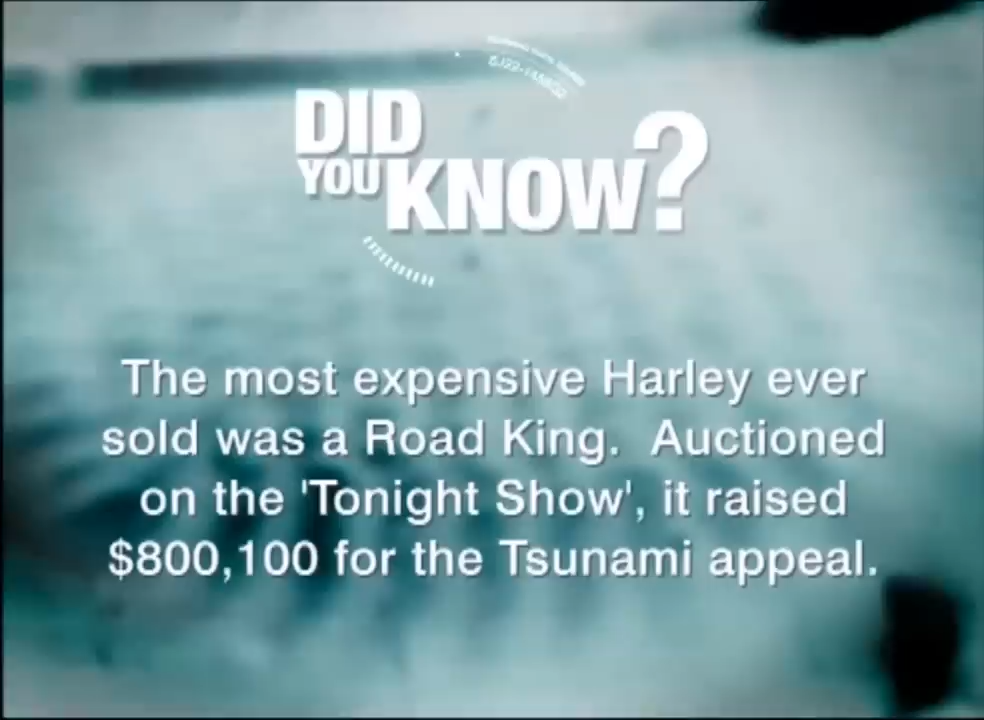 DID
YOU KNOW?
The most expensive Harley ever
sold was a Road King.  Auctioned
on the 'Tonight Show', it raised
$800,100 for the Tsunami appeal.